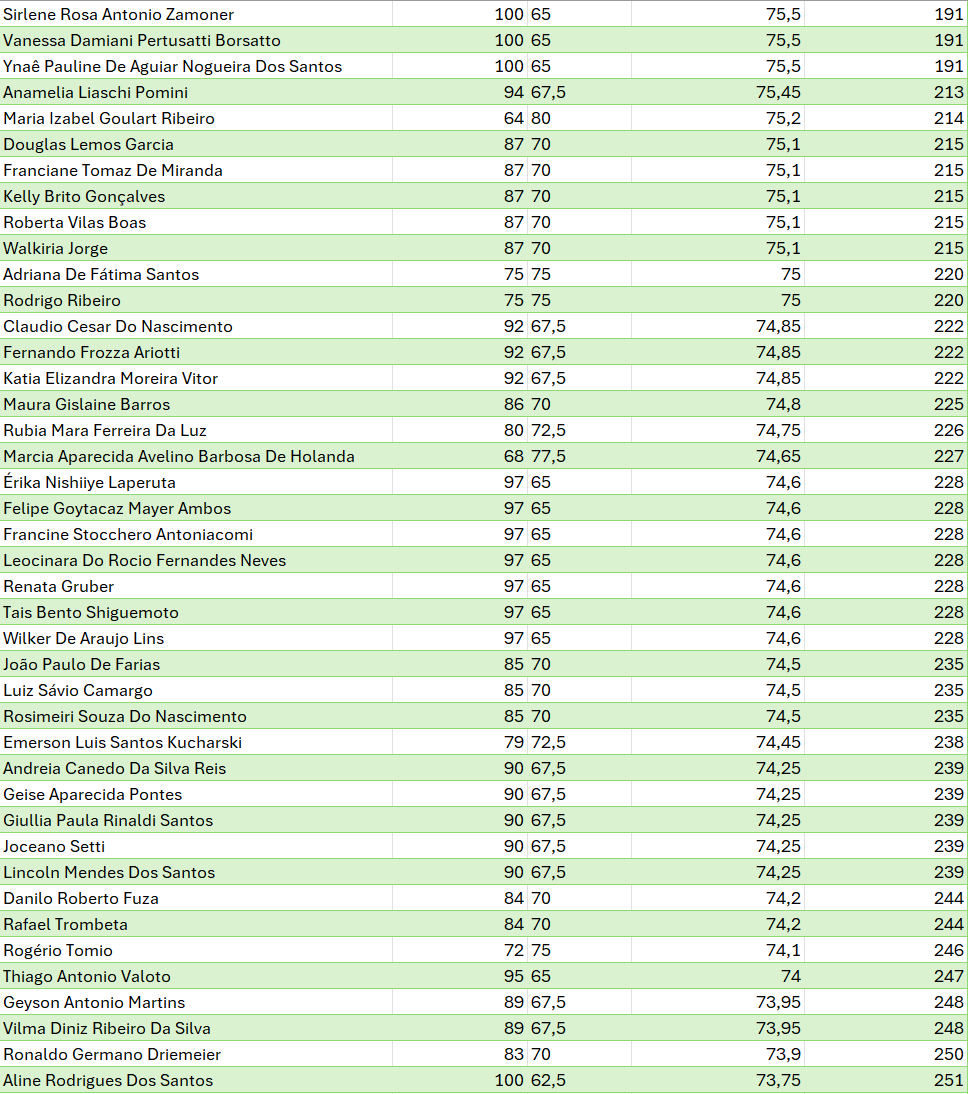 Sirlene Rosa Antonio Zamoner 100 65 75,5 191
Vanessa Damiani Pertusatti Borsatto 100 65 75,5 191
Ynaê Pauline De Aguiar Nogueira Dos Santos 100 65 75,5 191
Anamelia Liaschi Pomini 94 67,5 75,45 213
Maria Izabel Goulart Ribeiro 64 80 75,2 214
Douglas Lemos Garcia 87 70 75,1 215
Franciane Tomaz De Miranda 87 70 75,1 215
Kelly Brito Gonçalves 87 70 75,1 215
Roberta Vilas Boas 87 70 75,1 215
Walkiria Jorge 87 70 75,1 215
Adriana De Fátima Santos 75 75 75 220
Rodrigo Ribeiro 75 75 75 220
Claudio Cesar Do Nascimento 92 67,5 74,85 222
Fernando Frozza Ariotti 92 67,5 74,85 222
Katia Elizandra Moreira Vitor 92 67,5 74,85 222
Maura Gislaine Barros 86 70 74,8 225
Rubia Mara Ferreira Da Luz 80 72,5 74,75 226
Marcia Aparecida Avelino Barbosa De Holanda 68 77,5 74,65 227
Érika Nishiiye Laperuta 97 65 74,6 228
Felipe Goytacaz Mayer Ambos 97 65 74,6 228
Francine Stocchero Antoniacomi 97 65 74,6 228
Leocinara Do Rocio Fernandes Neves 97 65 74,6 228
Renata Gruber 97 65 74,6 228
Tais Bento Shiguemoto 97 65 74,6 228
Wilker De Araujo Lins 97 65 74,6 228
João Paulo De Farias 85 70 74,5 235
Luiz Sávio Camargo 85 70 74,5 235
Rosimeiri Souza Do Nascimento 85 70 74,5 235
Emerson Luis Santos Kucharski 79 72,5 74,45 238
Andreia Canedo Da Silva Reis 90 67,5 74,25 239
Geise Aparecida Pontes 90 67,5 74,25 239
Giullia Paula Rinaldi Santos 90 67,5 74,25 239
Joceano Setti 90 67,5 74,25 239
Lincoln Mendes Dos Santos 90 67,5 74,25 239
Danilo Roberto Fuza 84 70 74,2 244
Rafael Trombeta 84 70 74,2 244
Rogério Tomio 72 75 74,1 246
Thiago Antonio Valoto 95 65 74 247
Geyson Antonio Martins 89 67,5 73,95 248
Vilma Diniz Ribeiro Da Silva 89 67,5 73,95 248
Ronaldo Germano Driemeier 83 70 73,9 250
Aline Rodrigues Dos Santos 100 62,5 73,75 251